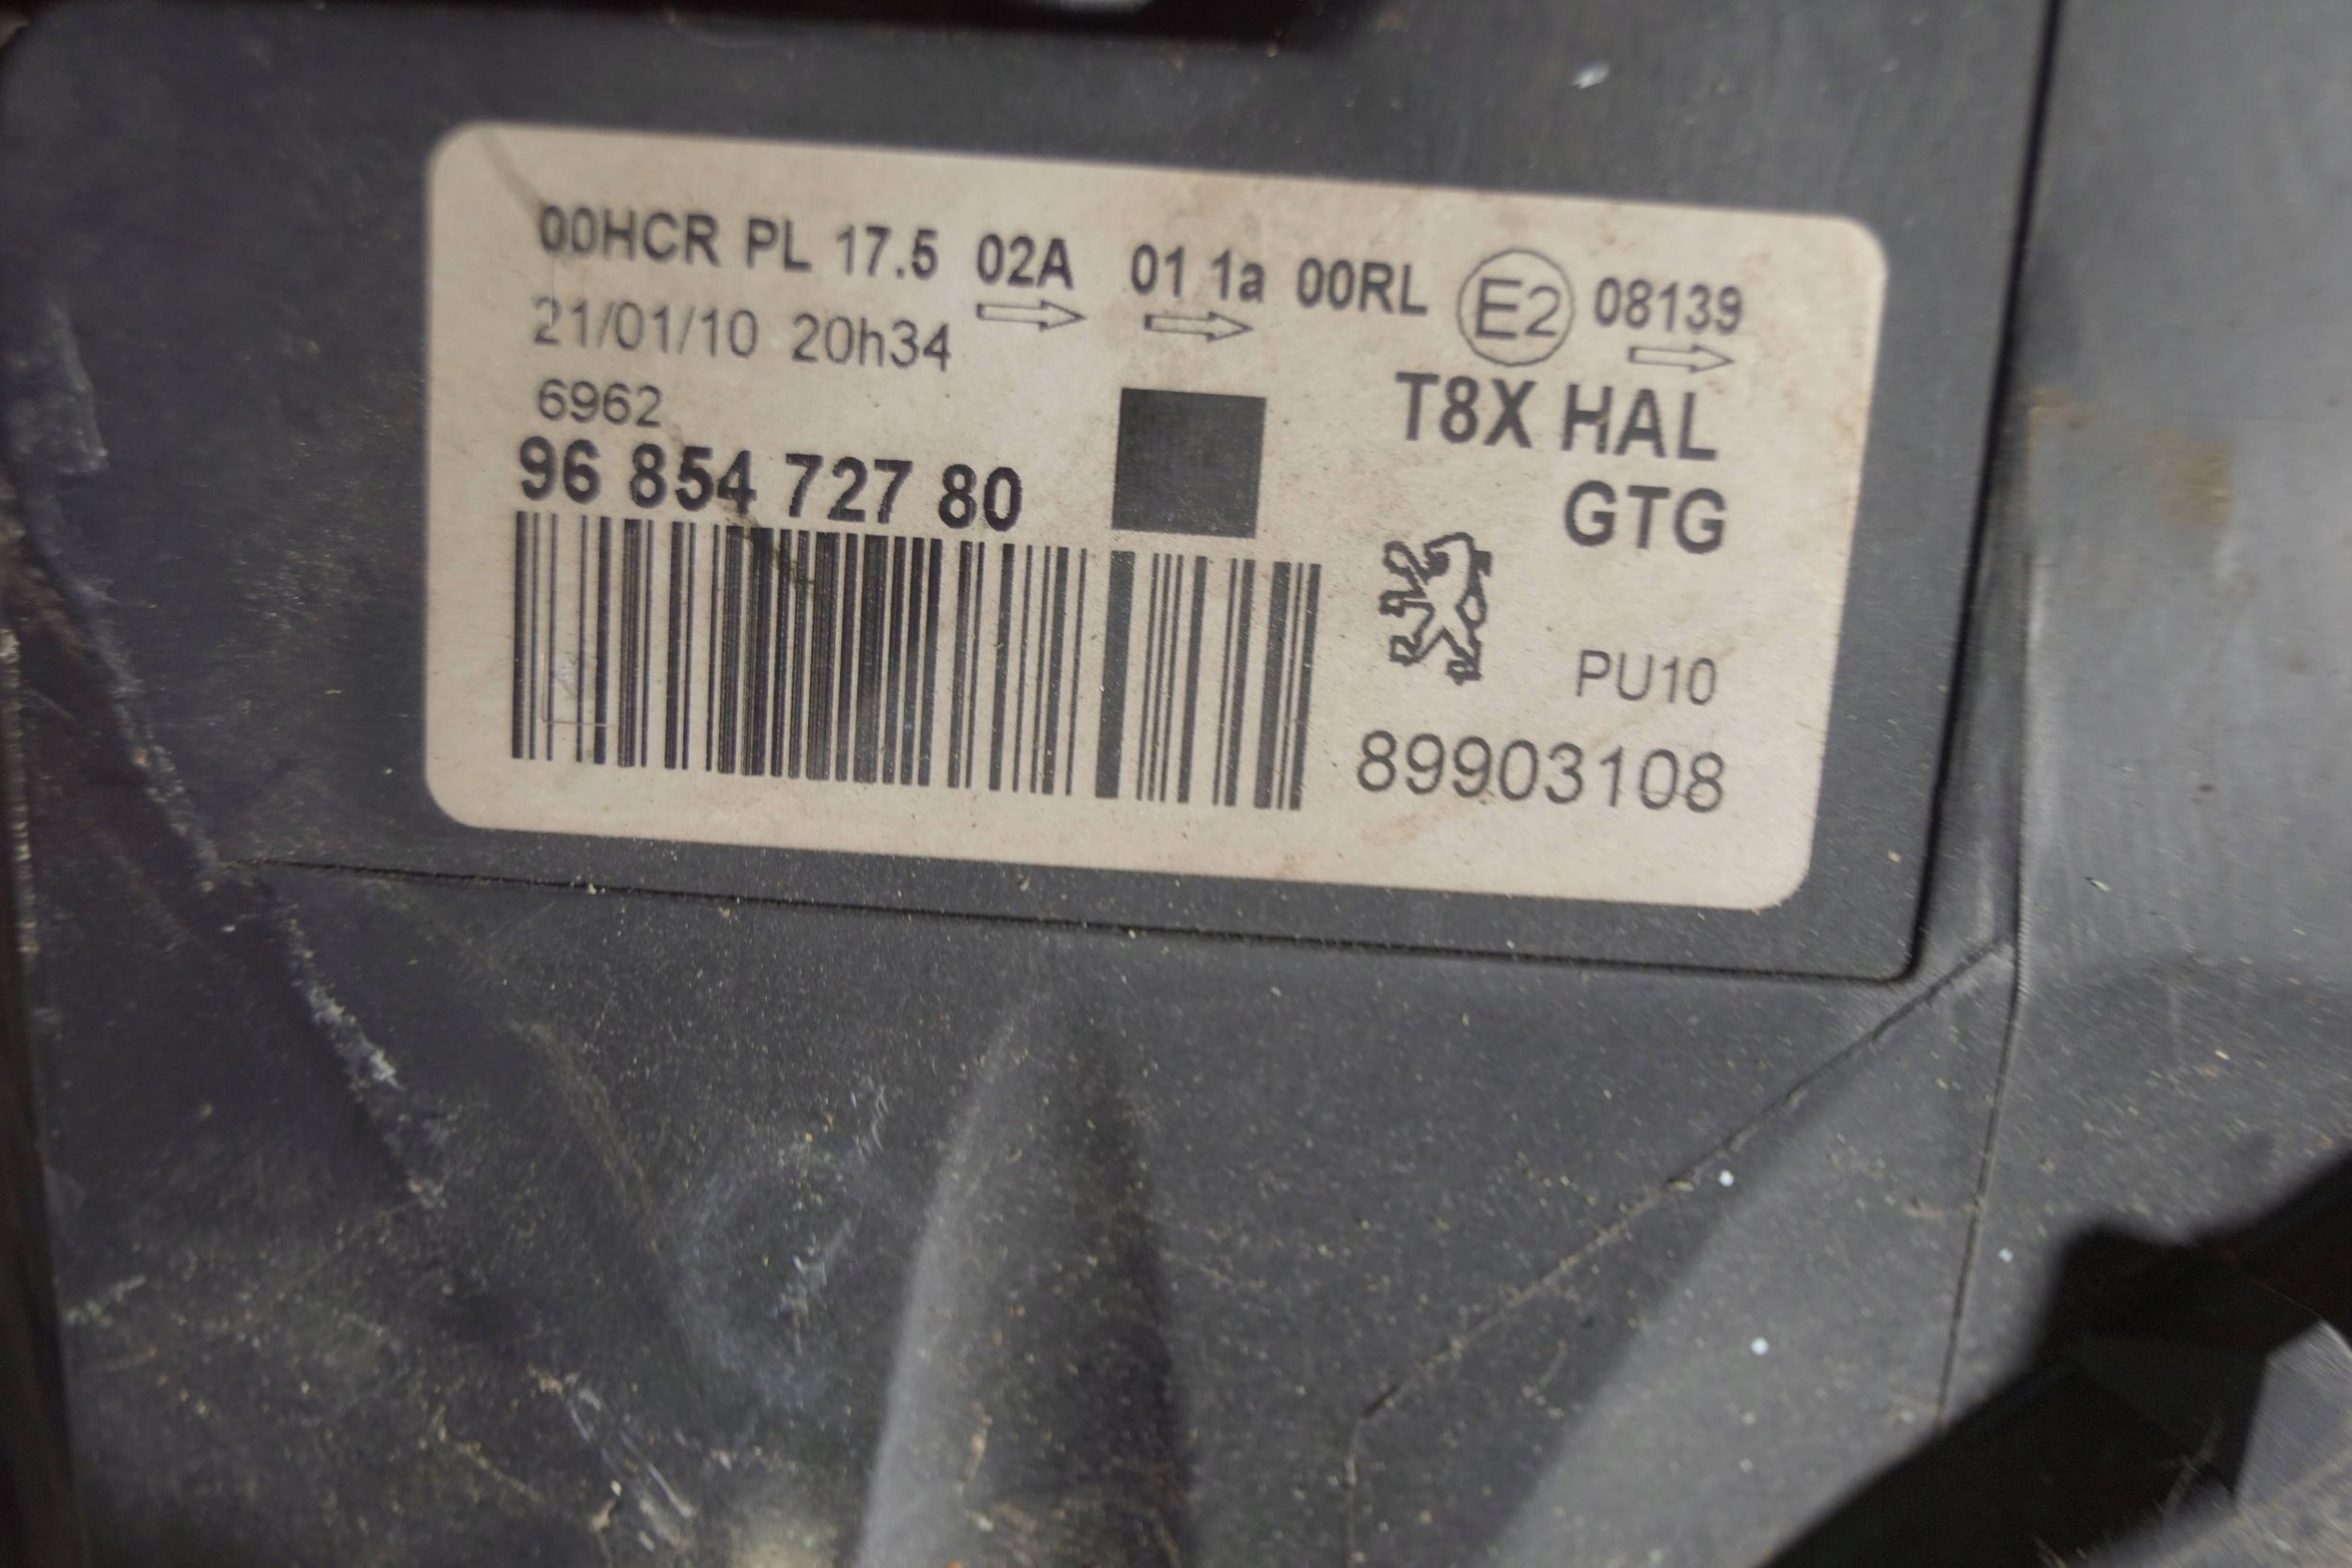 00HCR PL 17.5 02A 01 1a 00RL E2 08139
21/01/10 20h34
6962
T8X HAL
96 854 727 80
GTG
PU10
89903108